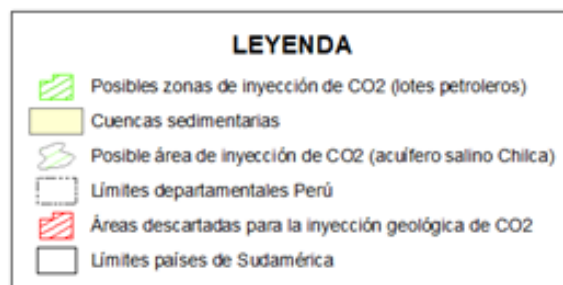 LEYENDA
Posibles zonas de inyección de CO2 (lotes petroleros)
Cuencas sedimentarias
Posible área de inyección de CO2 (acuífero salino Chilca)
Límites departamentales Perú
Áreas descartadas para la inyección geológica de CO2
Límites países de Sudamérica